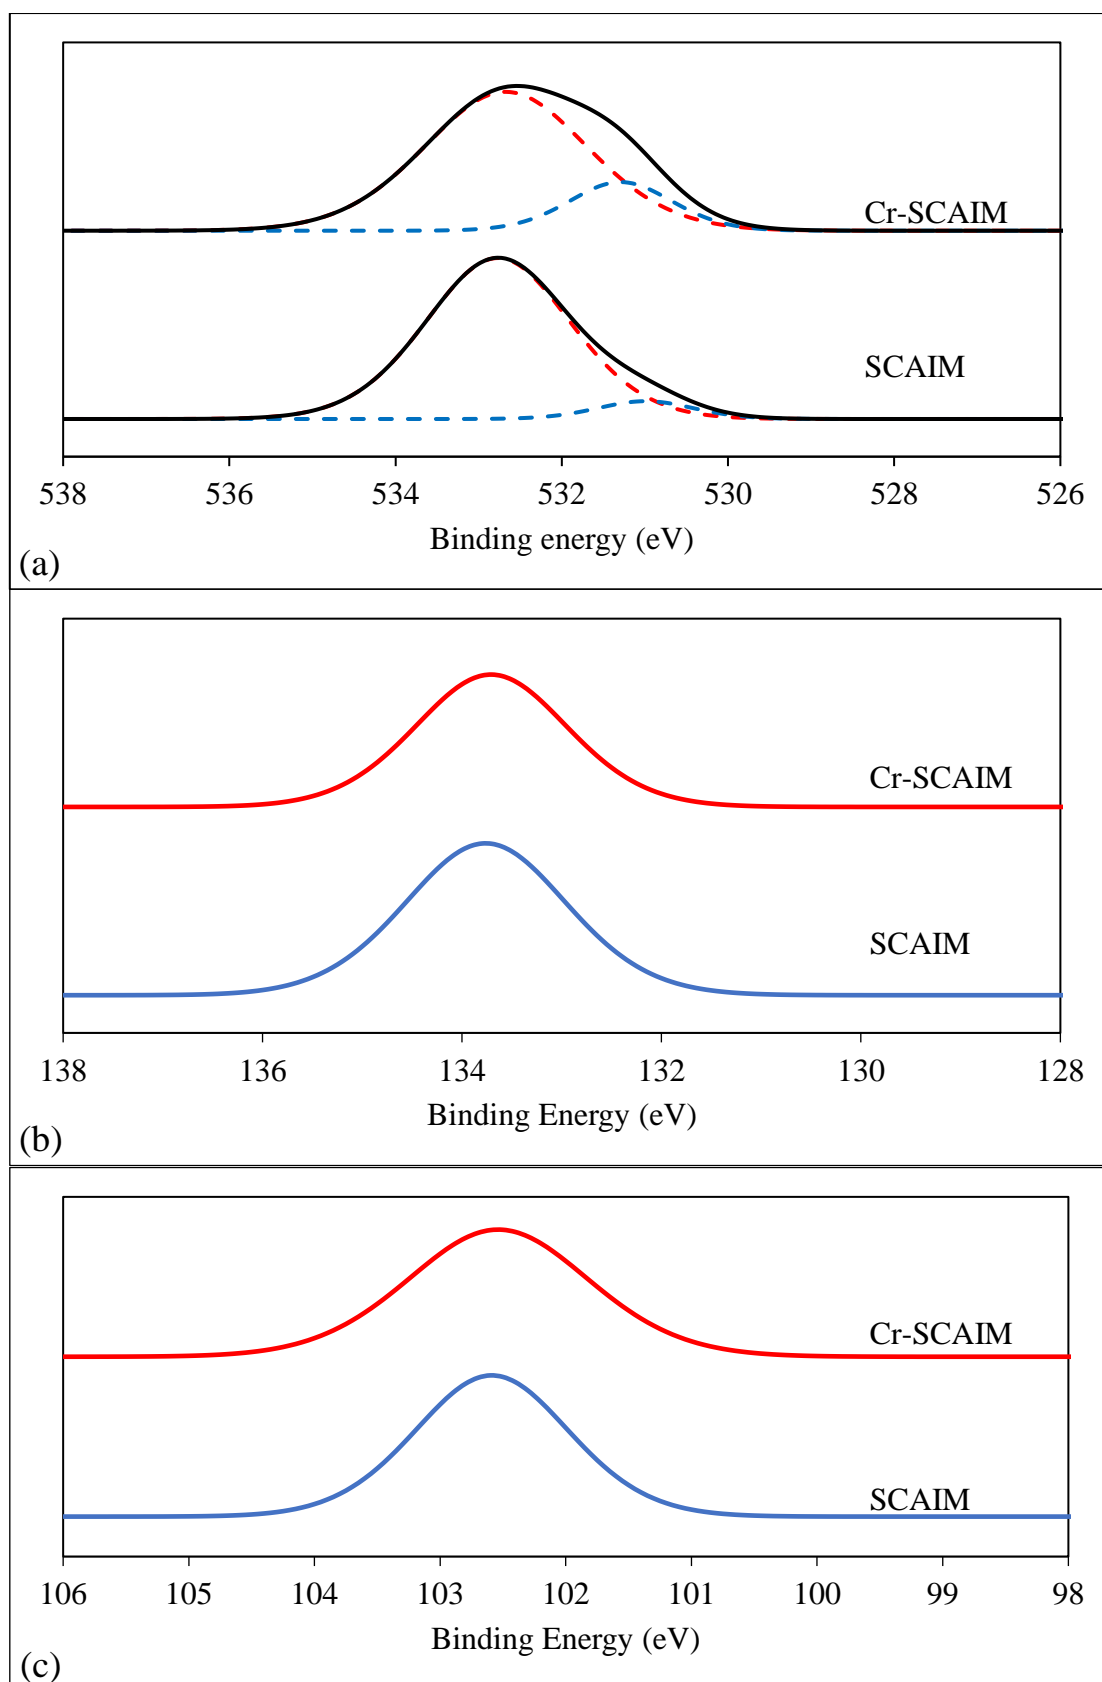 Cr-SCAIM
SCAIM
538 536 534 532 530 528 526
Binding energy (eV)
(a)
Cr-SCAIM
SCAIM
138 136 134 132 130 128
Binding Energy (eV)
(b)
Cr-SCAIM
SCAIM
106 105 104 103 102 101 100 99 98
Binding Energy (eV)
(c)